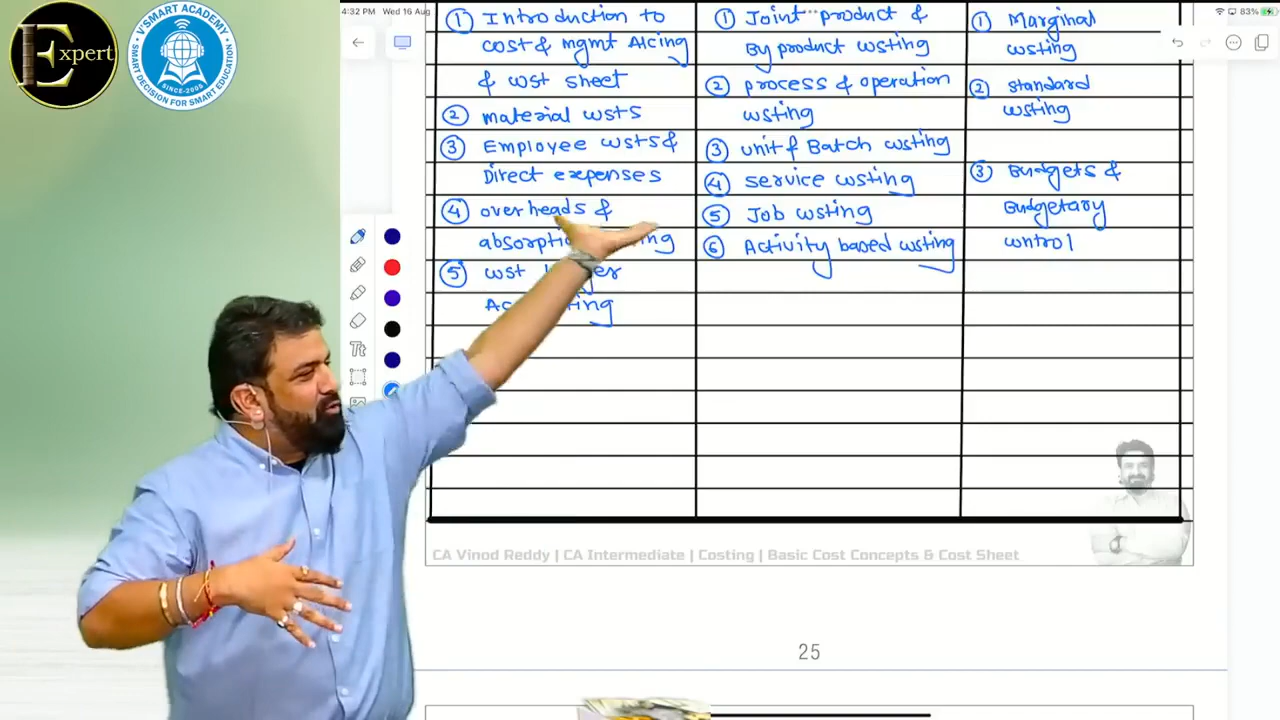 Expert
V'SMART ACADEMY
SMART DECISION FOR SMART EDUCATION
SINCE-2005
4:32 PM Wed 16 Aug
83%
① Introduction to
cost & mgmt A/cing
& cost sheet
② material costs
③ Employee costs &
Direct expenses
④ overheads &
⑤ cost
① Joint product &
By product costing
② process & operation
costing
③ unit & Batch costing
④ service costing
⑤ Job costing
⑥ Activity based costing
① Marginal
costing
② standard
costing
③ Budgets &
Budgetary
control
Tt
CA Vinod Reddy | CA Intermediate | Costing | Basic Cost Concepts & Cost Sheet
25